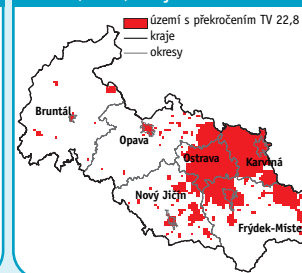 území s překročením TV 22,8
kraje
okresy
Bruntál
Opava
Ostrava
Karviná
Nový Jičín
Frýdek-Míste